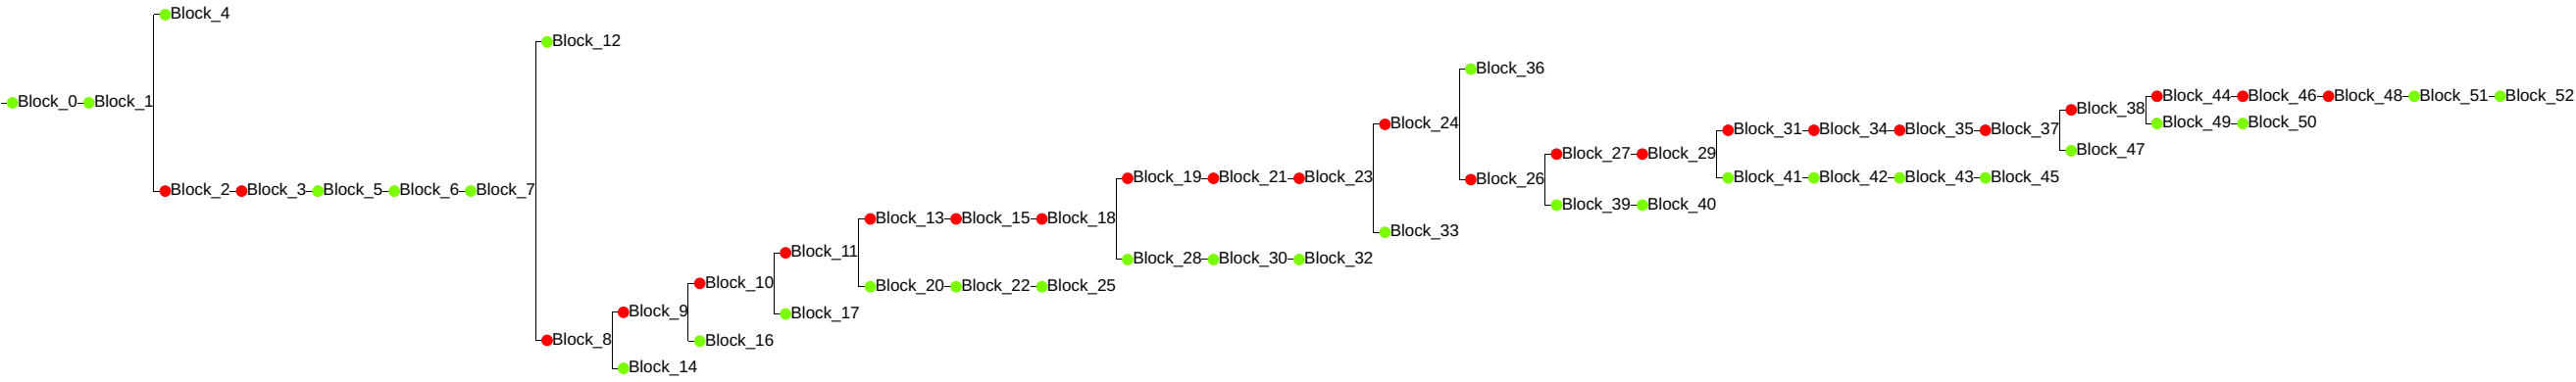 Block_4
Block_12
Block_36
Block_0 Block_1
Block_44 Block_46 Block_48 Block_51 Block_52
Block_38
Block_49 Block_50
Block_24
Block_31 Block_34 Block_35 Block_37
Block_47
Block_27 Block_29
Block_19 Block_21 Block_23
Block_26
Block_41 Block_42 Block_43 Block_45
Block_2 Block_3 Block_5 Block_6 Block_7
Block_39 Block_40
Block_13 Block_15 Block_18
Block_33
Block_11
Block_28 Block_30 Block_32
Block_10
Block_20 Block_22 Block_25
Block_9
Block_17
Block_8
Block_16
Block_14